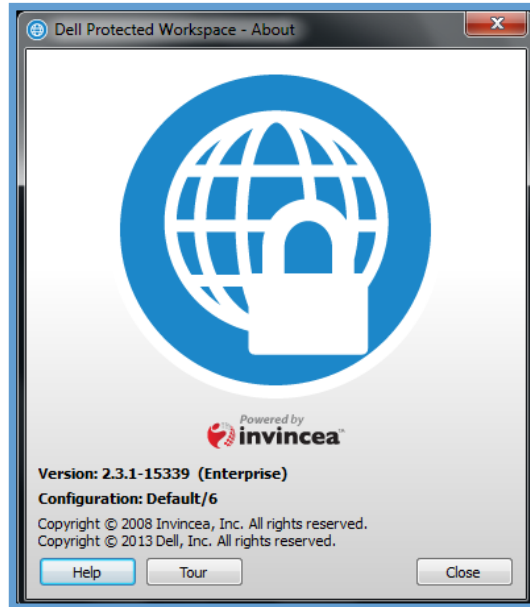 Dell Protected Workspace - About
Powered by
invincea™
Version: 2.3.1-15339 (Enterprise)
Configuration: Default/6
Copyright © 2008 Invincea, Inc. All rights reserved.
Copyright © 2013 Dell, Inc. All rights reserved.
Help Tour Close